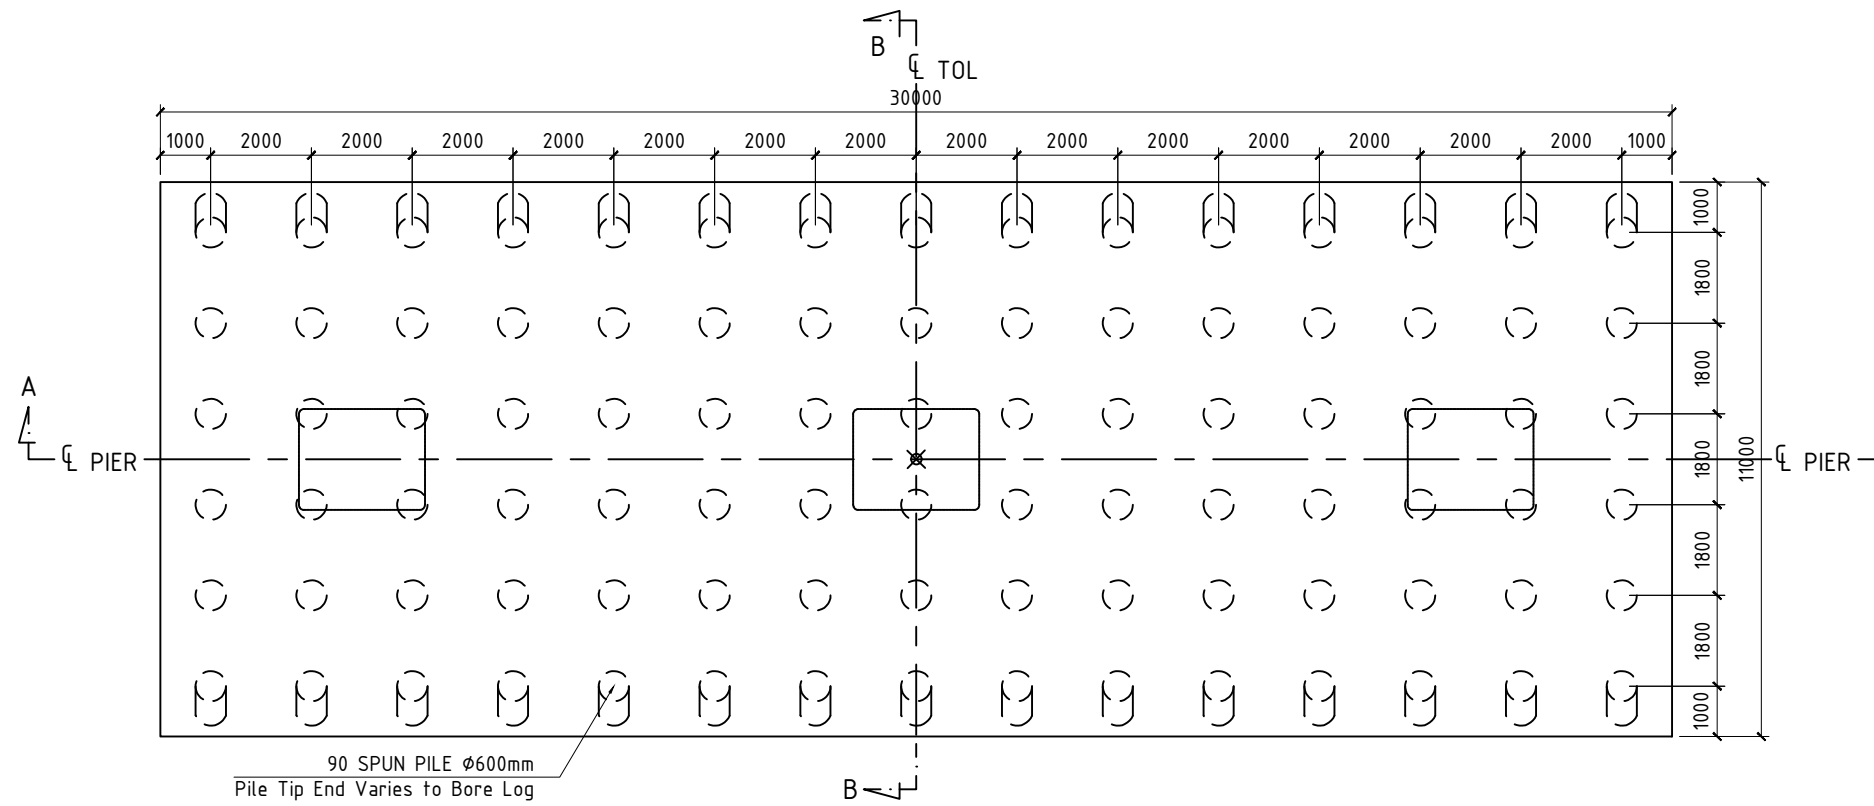 B
℄ TOL
30000
1000 2000 2000 2000 2000 2000 2000 2000 2000 2000 2000 2000 2000 2000 2000 1000
1000
1800
1800
1800
1800
1800
1000
11000
A
℄ PIER
℄ PIER
90 SPUN PILE Ø600mm
Pile Tip End Varies to Bore Log
B